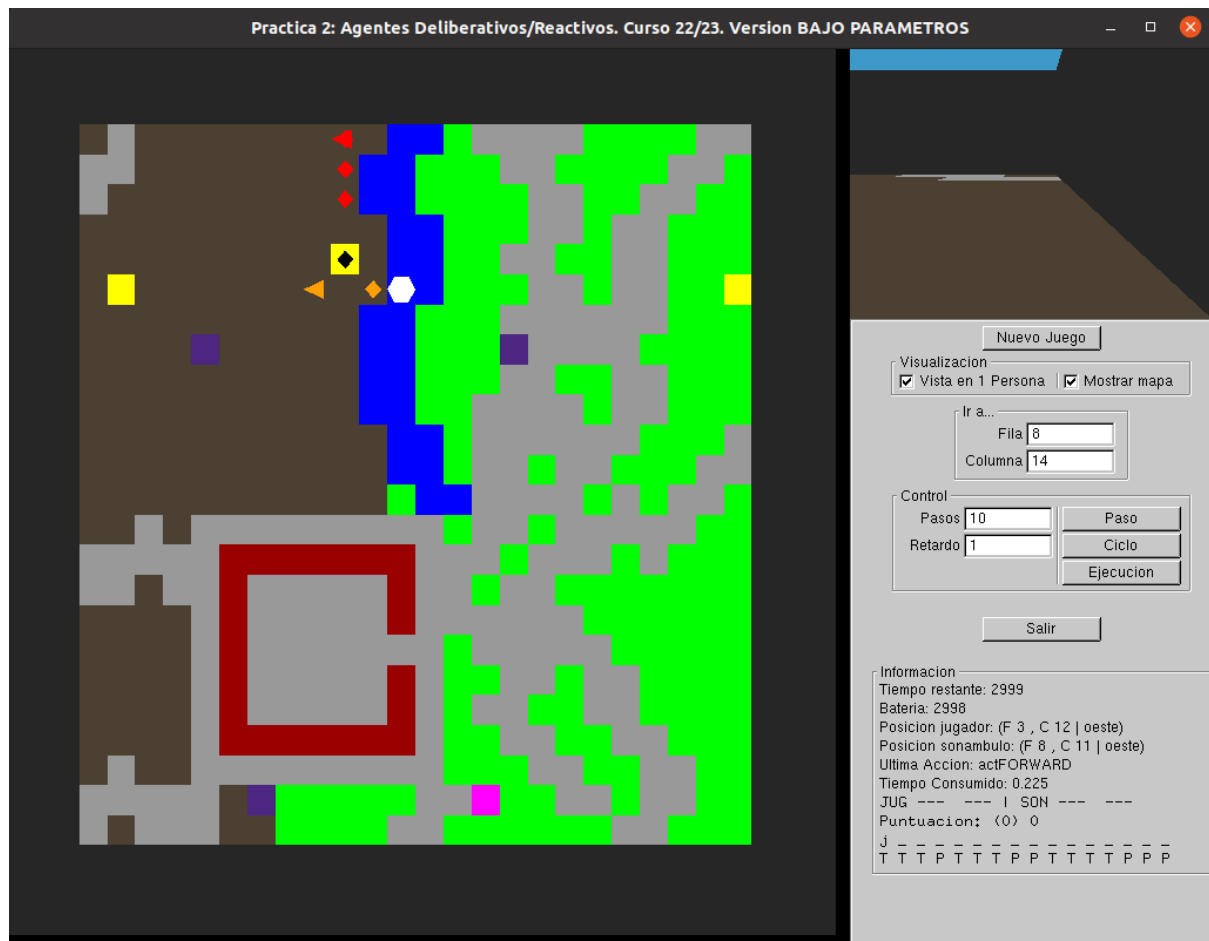 Practica 2: Agentes Deliberativos/Reactivos. Curso 22/23. Version BAJO PARAMETROS
Nuevo Juego
Visualizacion
Vista en 1 Persona
Mostrar mapa
Ir a...
Fila 8
Columna 14
Control
Pasos 10 Paso
Retardo 1 Ciclo
Ejecucion
Salir
Informacion
Tiempo restante: 2999
Bateria: 2998
Posicion jugador: (F 3 , C 12 | oeste)
Posicion sonambulo: (F 8 , C 11 | oeste)
Ultima Accion: actFORWARD
Tiempo Consumido: 0.225
JUG --- --- | SON --- ---
Puntuacion: (0) 0
j _ _ _ _ _ _ _ _ _ _ _ _ _ _ _
T T T P T T T P P T T T T P P P